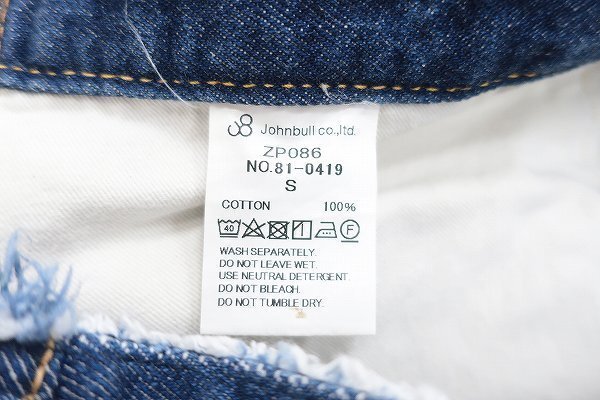 Johnbull co.,ltd.
ZP086
NO.81-0419
S
COTTON 100%
40 F
WASH SEPARATELY.
DO NOT LEAVE WET.
USE NEUTRAL DETERGENT.
DO NOT BLEACH.
DO NOT TUMBLE DRY.